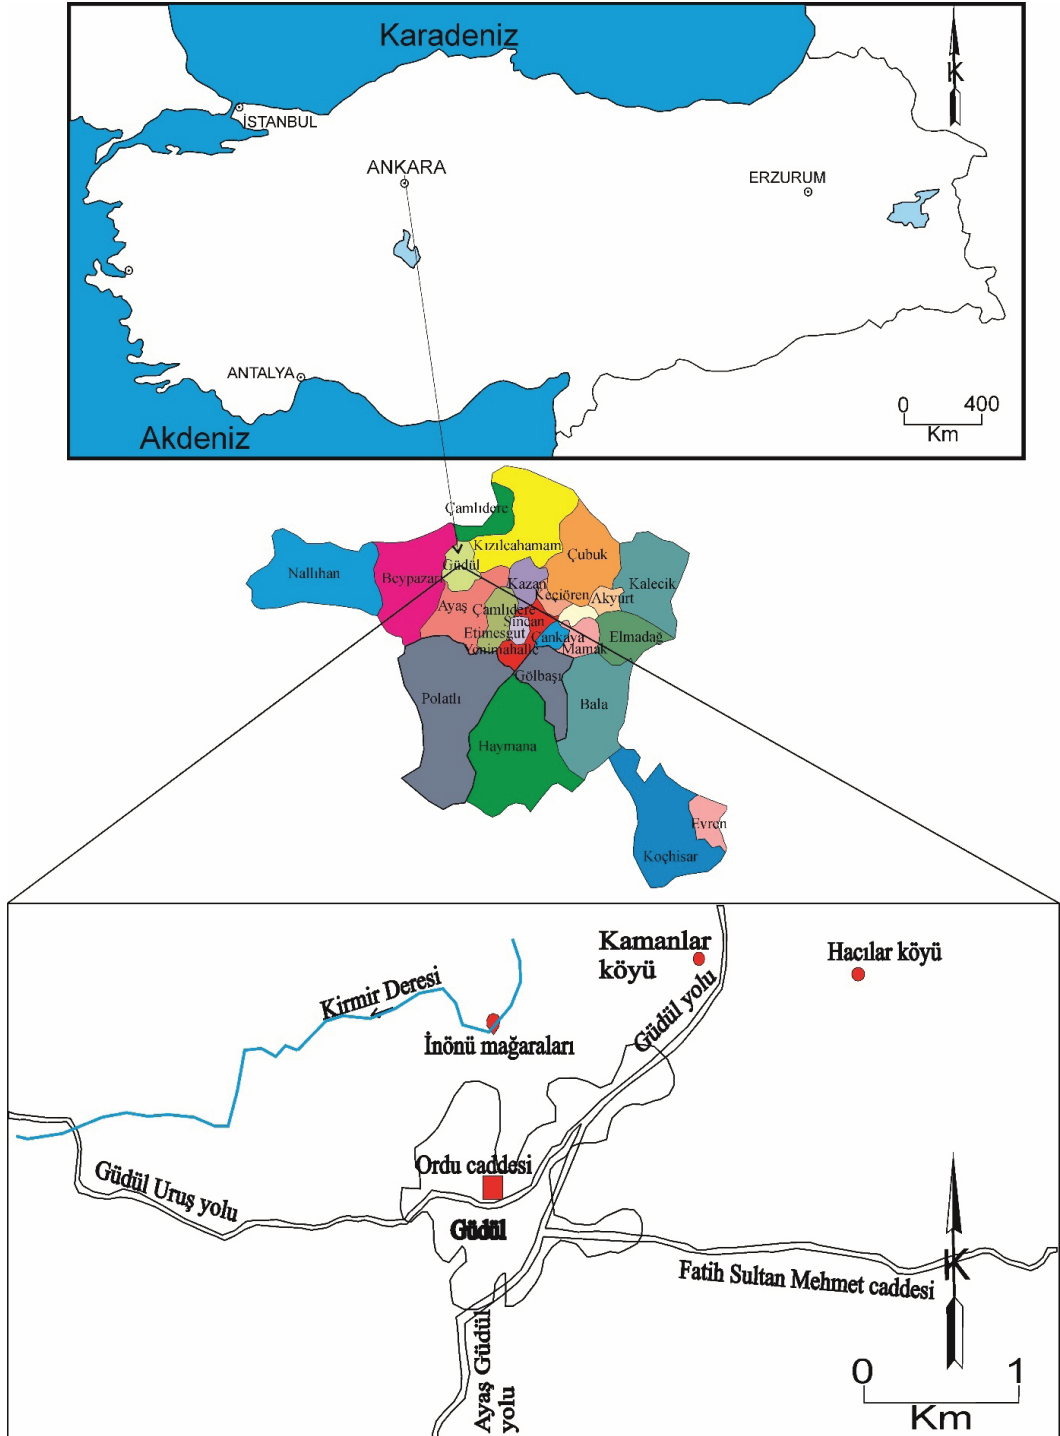 Karadeniz
K
İSTANBUL
ANKARA
ERZURUM
ANTALYA
0 400
Km
Akdeniz
Çamlıdere
Kızılcahamam
Çubuk
Güdül
Nallıhan
Beypazarı
Kazan
Kalecik
Keçiören
Akyurt
Ayaş
Çamlıdere
Sincan
Etimesgut
Çankaya
Elmadağ
Yenimahalle
Mamak
Gölbaşı
Polatlı
Bala
Haymana
Evren
Koçhisar
Kamanlar
köyü
Hacılar köyü
Kirmir Deresi
Güdül yolu
İnönü mağaraları
Ordu caddesi
Güdül Uruş yolu
Güdül
Fatih Sultan Mehmet caddesi
K
Ayaş Güdül
yolu
0 1
Km